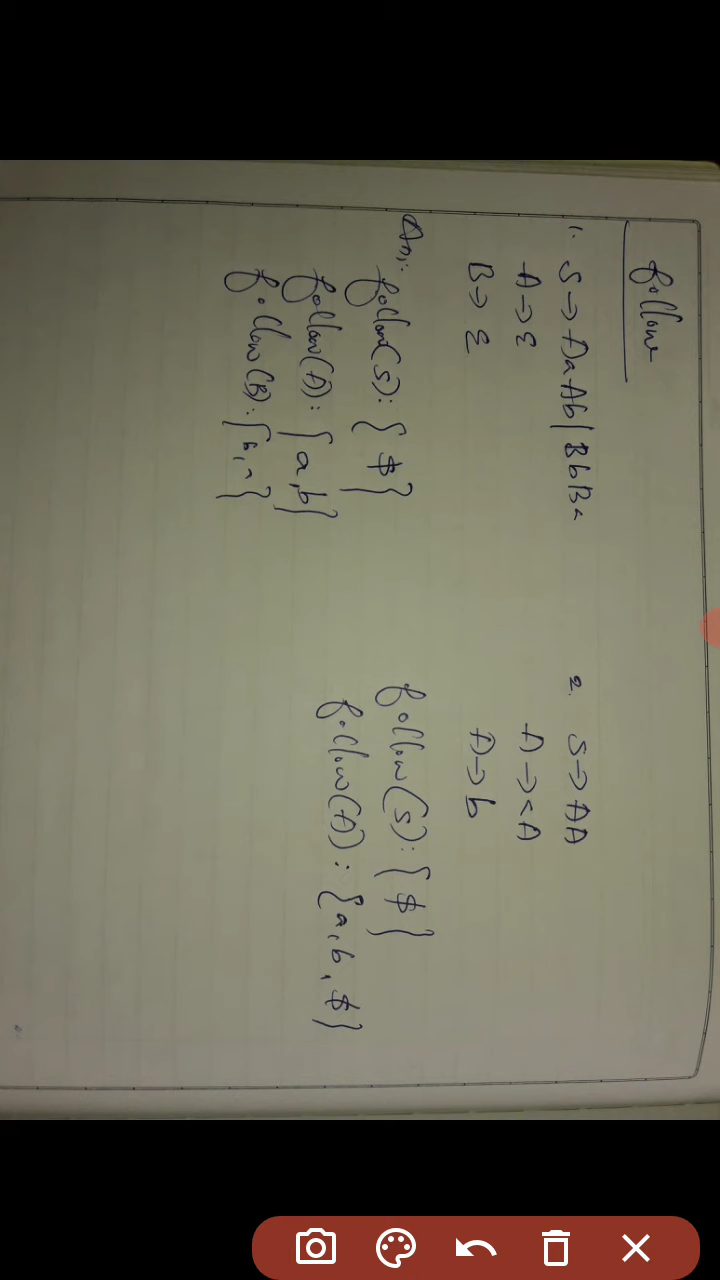 follow
1. S → AaAb | BbBa
A → ε
B → ε
Ans: follow(S): { $ }
follow(A): { a, b }
follow(B): { b, a }
2. S → AA
A → aA
A → b
follow(S): { $ }
follow(A): { a, b, $ }